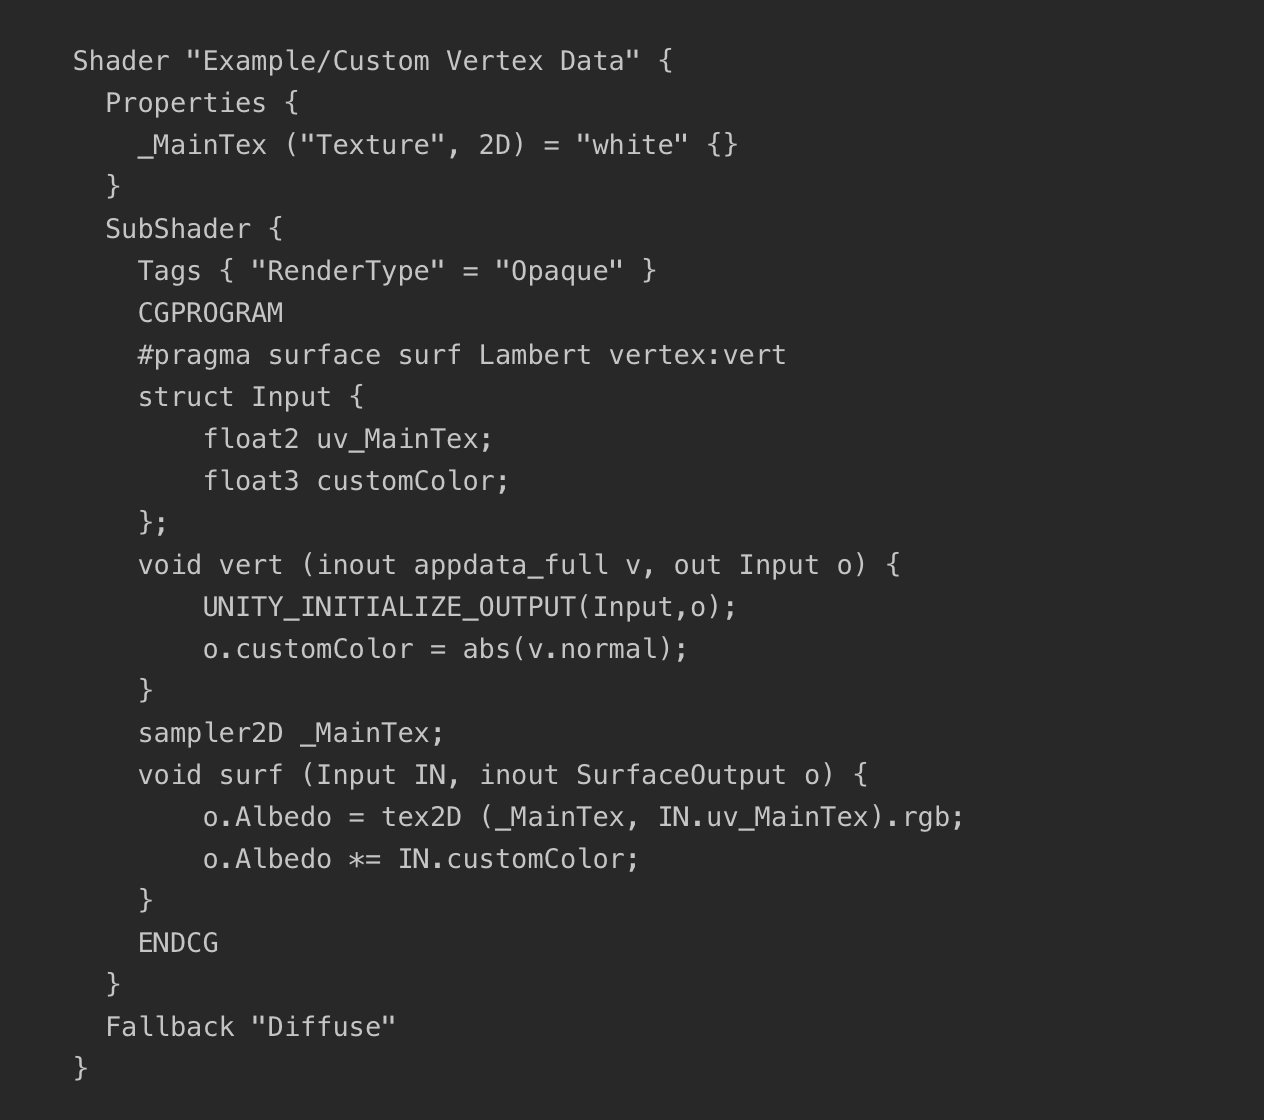 Shader "Example/Custom Vertex Data" {
  Properties {
    _MainTex ("Texture", 2D) = "white" {}
  }
  SubShader {
    Tags { "RenderType" = "Opaque" }
    CGPROGRAM
    #pragma surface surf Lambert vertex:vert
    struct Input {
        float2 uv_MainTex;
        float3 customColor;
    };
    void vert (inout appdata_full v, out Input o) {
        UNITY_INITIALIZE_OUTPUT(Input,o);
        o.customColor = abs(v.normal);
    }
    sampler2D _MainTex;
    void surf (Input IN, inout SurfaceOutput o) {
        o.Albedo = tex2D (_MainTex, IN.uv_MainTex).rgb;
        o.Albedo *= IN.customColor;
    }
    ENDCG
  }
  Fallback "Diffuse"
}